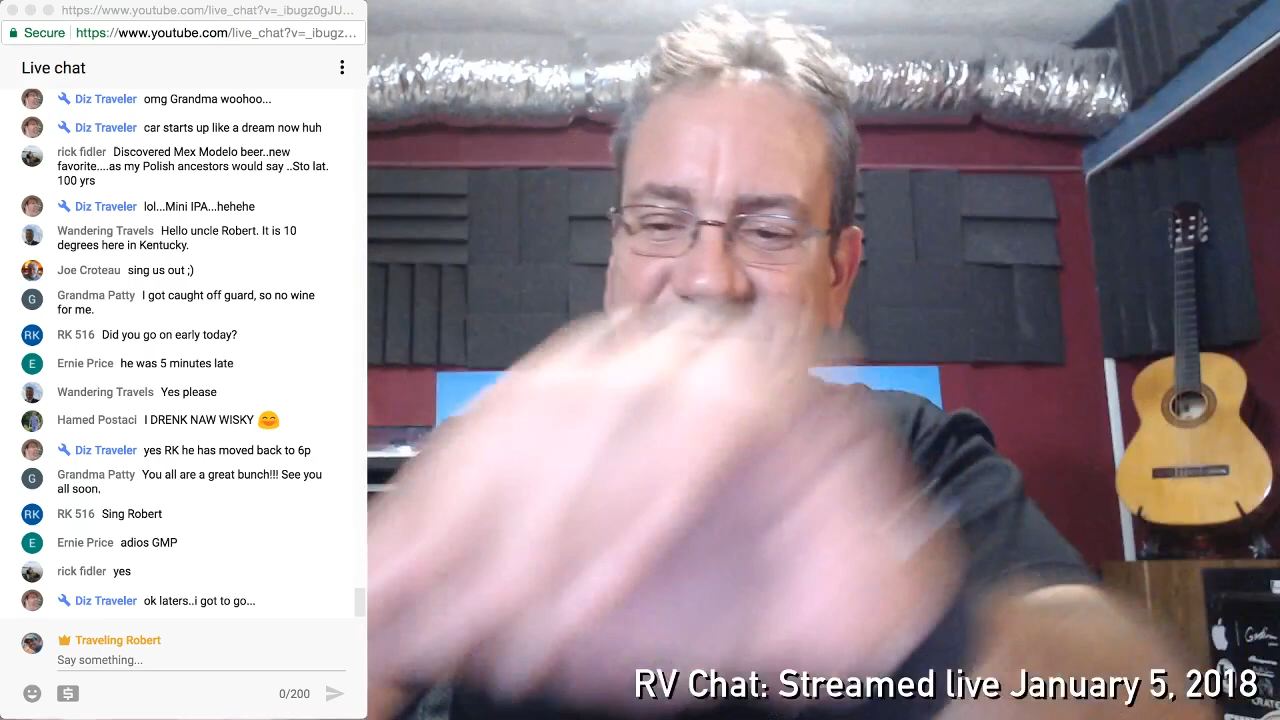 https://www.youtube.com/live_chat?v=_ibugz0gJU...
Secure https://www.youtube.com/live_chat?v=_ibugz...
Live chat
Diz Traveler omg Grandma woohoo...
Diz Traveler car starts up like a dream now huh
rick fidler Discovered Mex Modelo beer..new
favorite....as my Polish ancestors would say ..Sto lat.
100 yrs
Diz Traveler lol...Mini IPA...hehehe
Wandering Travels Hello uncle Robert. It is 10
degrees here in Kentucky.
Joe Croteau sing us out ;)
G Grandma Patty I got caught off guard, so no wine
for me.
RK RK 516 Did you go on early today?
E Ernie Price he was 5 minutes late
Wandering Travels Yes please
Hamed Postaci I DRENK NAW WISKY 😊
Diz Traveler yes RK he has moved back to 6p
G Grandma Patty You all are a great bunch!!! See you
all soon.
RK RK 516 Sing Robert
E Ernie Price adios GMP
rick fidler yes
Diz Traveler ok laters..i got to go...
Traveling Robert
Say something...
0/200
RV Chat: Streamed live January 5, 2018